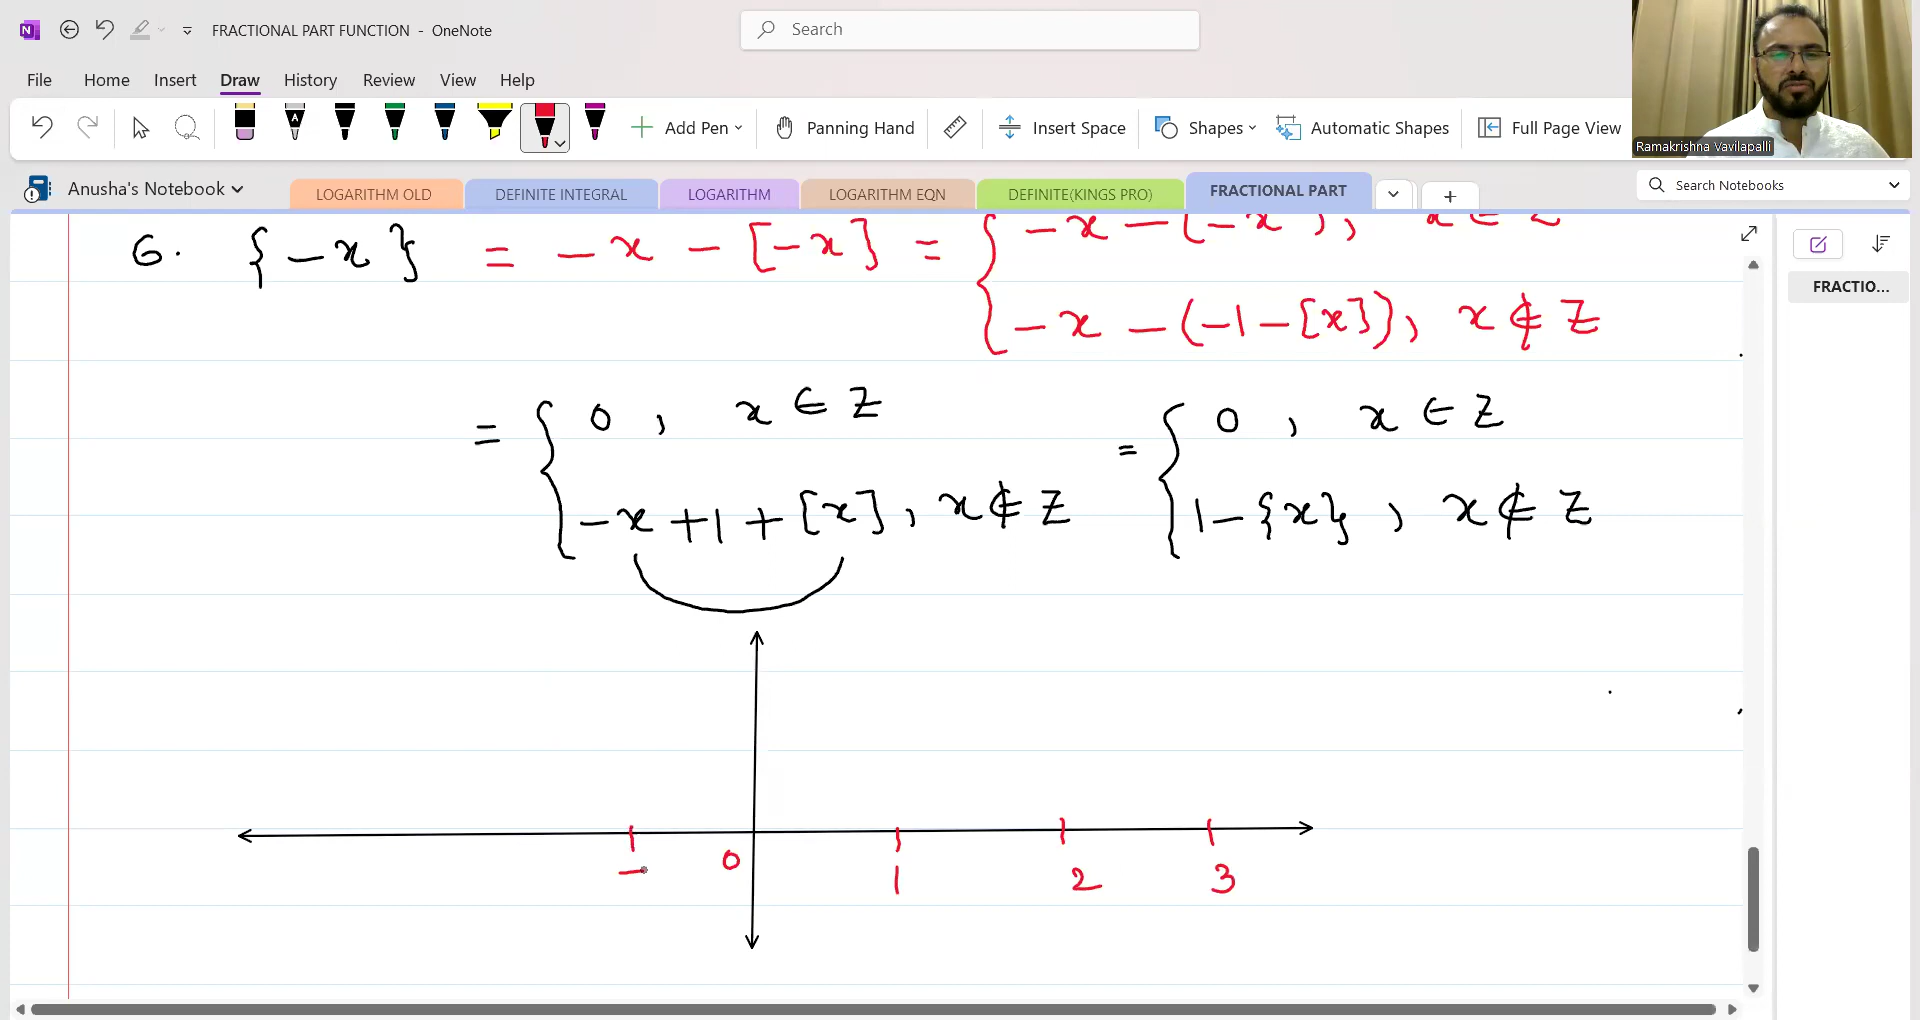 FRACTIONAL PART FUNCTION - OneNote
Search
File Home Insert Draw History Review View Help
Add Pen Panning Hand Insert Space Shapes Automatic Shapes Full Page View
Ramakrishna Vavilapalli
Anusha's Notebook LOGARITHM OLD DEFINITE INTEGRAL LOGARITHM LOGARITHM EQN DEFINITE(KINGS PRO) FRACTIONAL PART Search Notebooks
FRACTIO...
6. {-x} = -x - [-x] = { -x - (-x), x ∈ Z
-x - (-1 - [x]), x ∉ Z
= { 0, x ∈ Z = { 0, x ∈ Z
-x + 1 + [x], x ∉ Z 1 - {x}, x ∉ Z
- 0 1 2 3